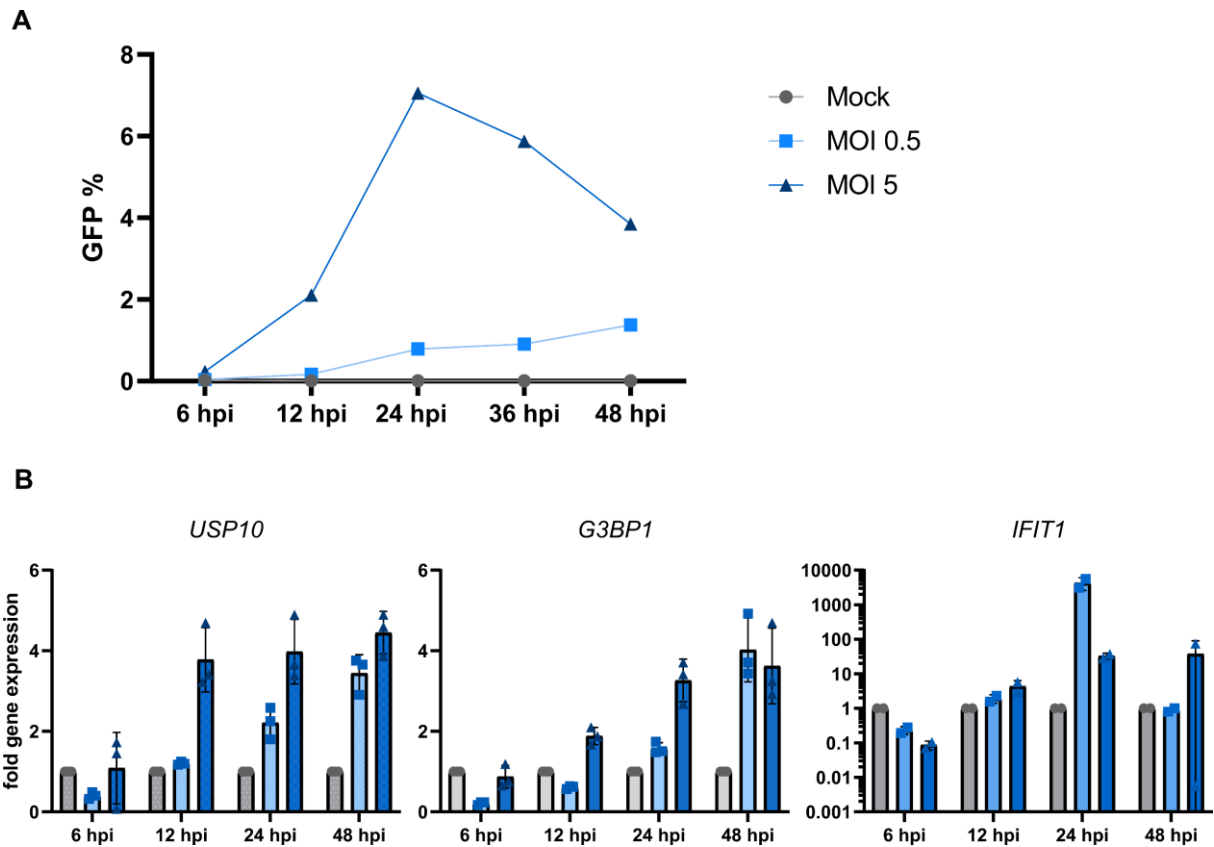 A
8
6
4
2
0
GFP %
6 hpi 12 hpi 24 hpi 36 hpi 48 hpi
Mock
MOI 0.5
MOI 5
B
USP10
6
4
2
0
fold gene expression
6 hpi 12 hpi 24 hpi 48 hpi
G3BP1
6
4
2
0
6 hpi 12 hpi 24 hpi 48 hpi
IFIT1
10000
1000
100
10
1
0.1
0.01
0.001
6 hpi 12 hpi 24 hpi 48 hpi